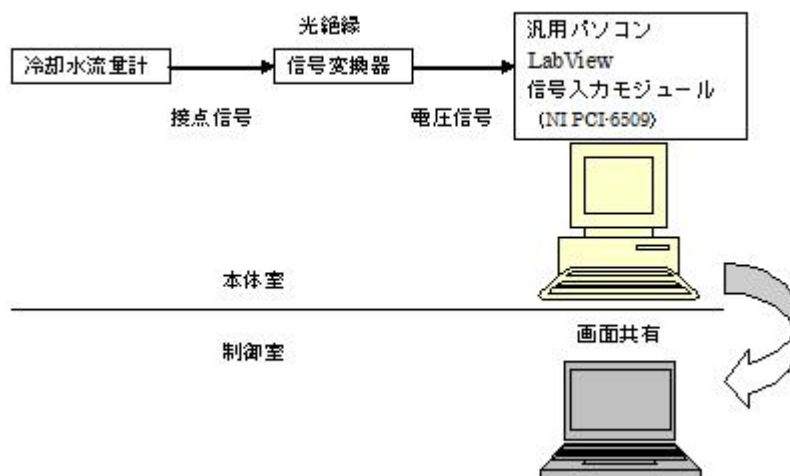 光絶縁
冷却水流量計
信号変換器
汎用パソコン
LabView
信号入力モジュール
(NI PCI-6509)
接点信号
電圧信号
本体室
制御室
画面共有